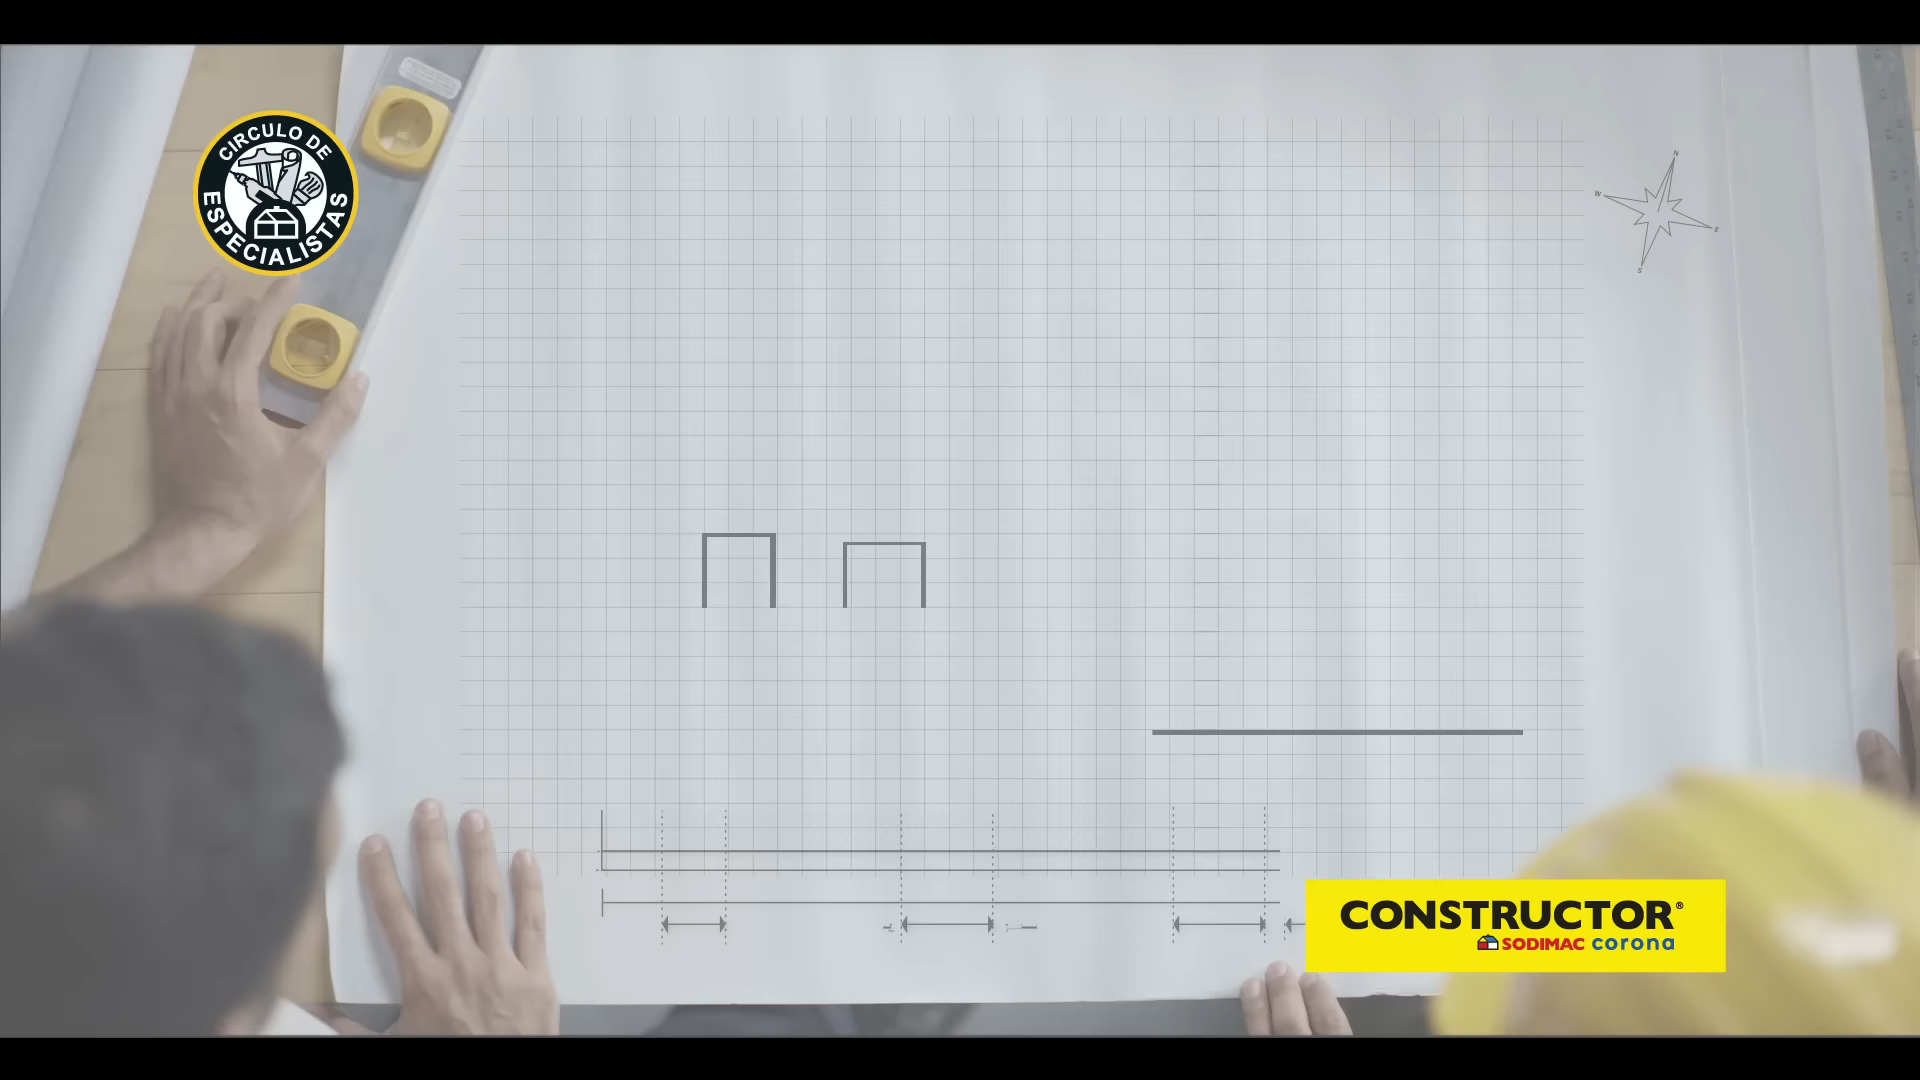 CIRCULO DE
ESPECIALISTAS
N
W
E
S
CONSTRUCTOR®
SODIMAC corona